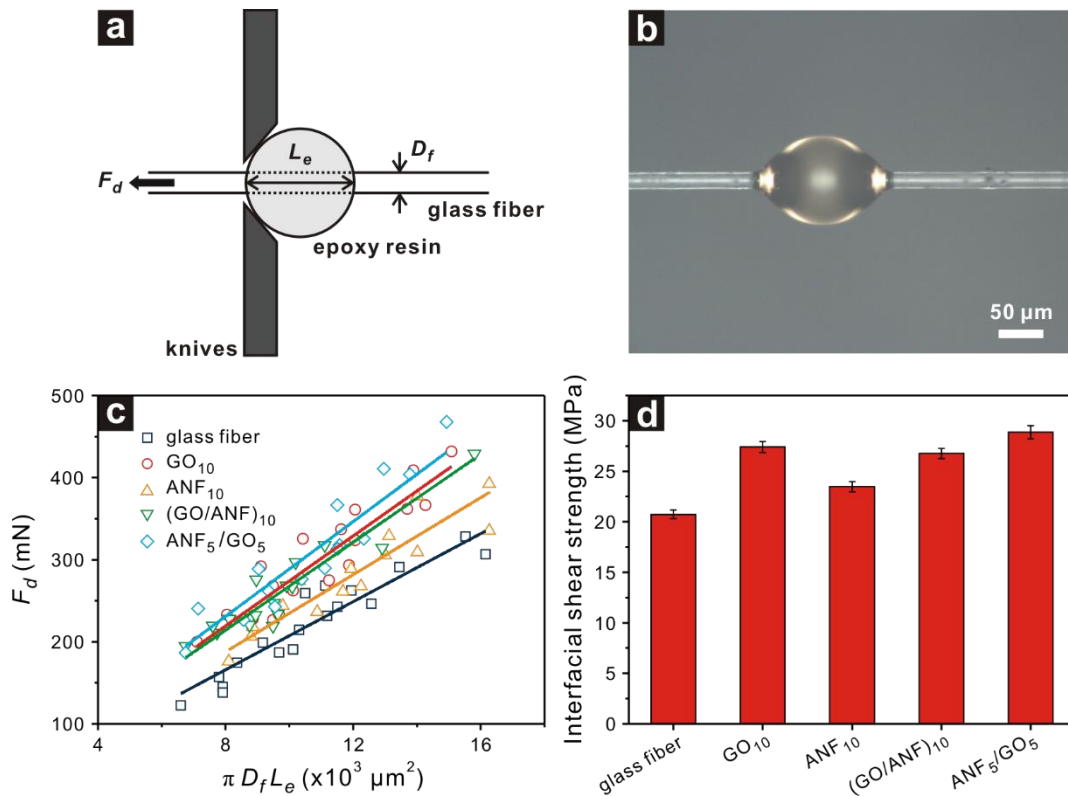 a
L_e
D_f
F_d
glass fiber
epoxy resin
knives
b
50 μm
c
500
400
300
200
100
F_d (mN)
glass fiber
GO₁₀
ANF₁₀
(GO/ANF)₁₀
ANF₅/GO₅
4
8
12
16
π D_f L_e (x10³ μm²)
d
30
25
20
15
10
5
0
Interfacial shear strength (MPa)
glass fiber
GO₁₀
ANF₁₀
(GO/ANF)₁₀
ANF₅/GO₅